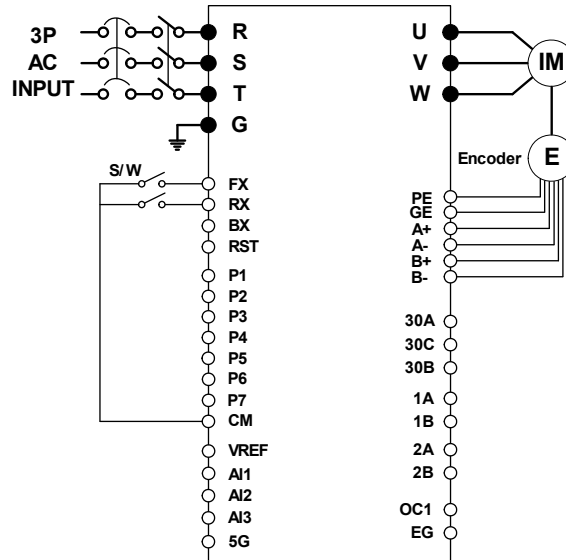 3P
AC
INPUT
R
S
T
G
S/W
FX
RX
BX
RST
P1
P2
P3
P4
P5
P6
P7
CM
VREF
AI1
AI2
AI3
5G
U
V
W
IM
Encoder
E
PE
GE
A+
A-
B+
B-
30A
30C
30B
1A
1B
2A
2B
OC1
EG